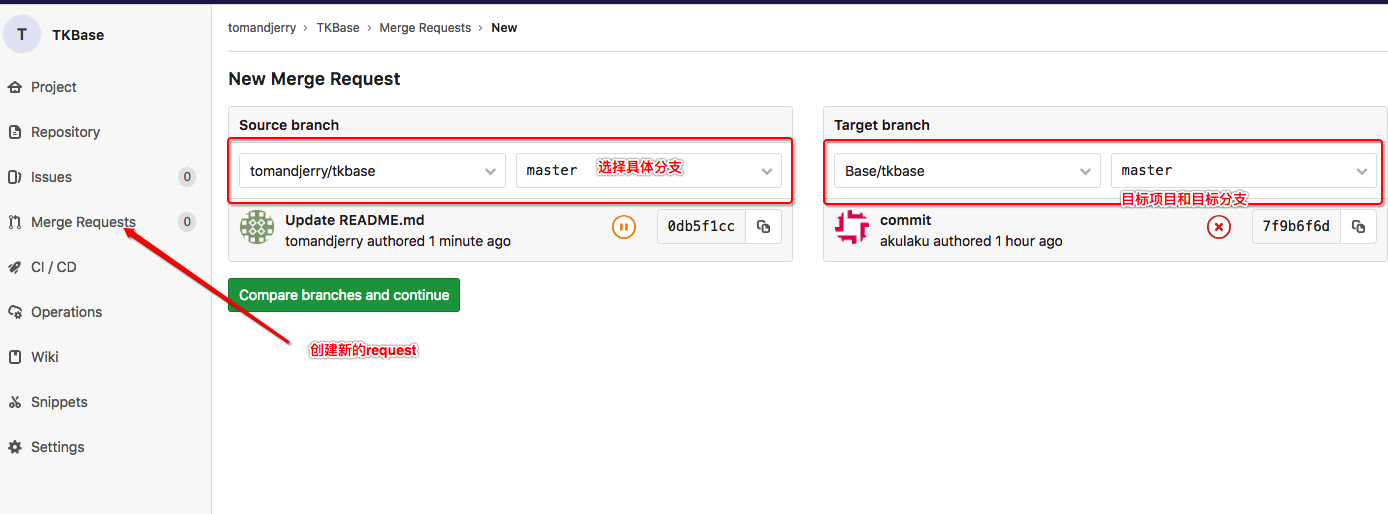 T TKBase
Project
Repository
Issues 0
Merge Requests 0
CI / CD
Operations
Wiki
Snippets
Settings
tomandjerry › TKBase › Merge Requests › New
New Merge Request
Source branch
tomandjerry/tkbase master 选择具体分支
Update README.md
tomandjerry authored 1 minute ago
0db5f1cc
Target branch
Base/tkbase master
目标项目和目标分支
commit
akulaku authored 1 hour ago
7f9b6f6d
Compare branches and continue
创建新的request